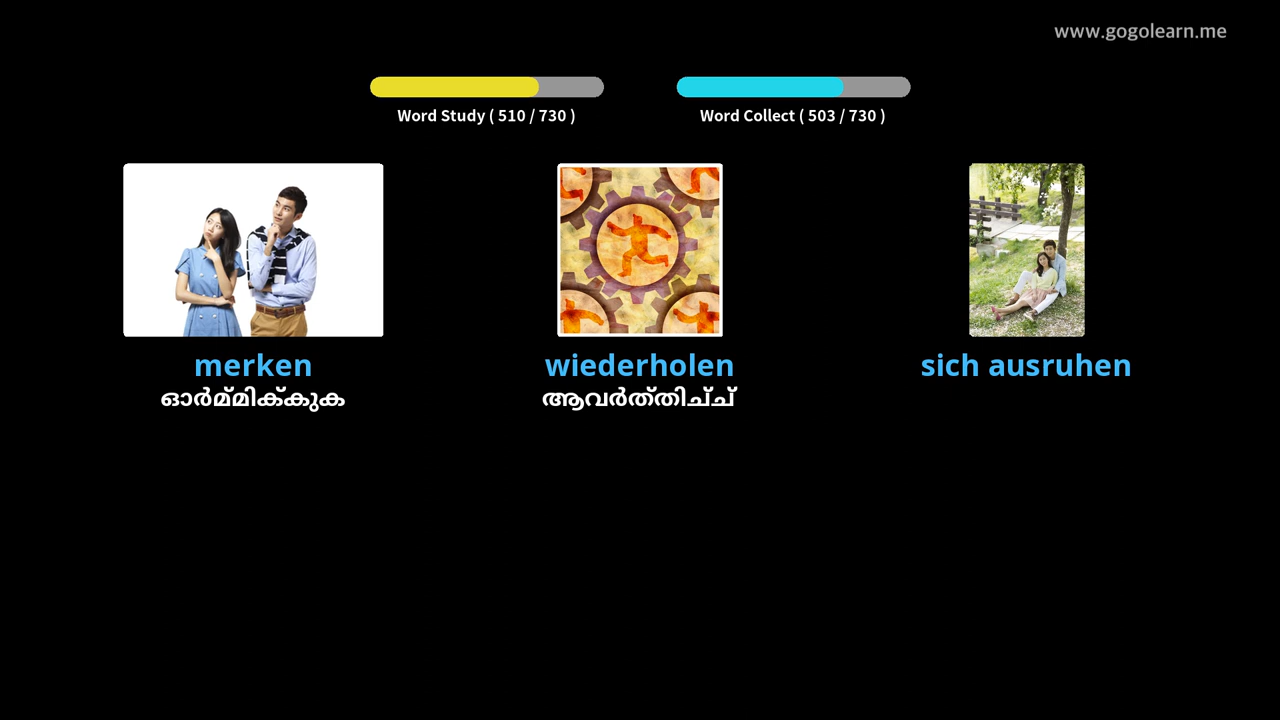 www.gogolearn.me
Word Study ( 510 / 730 )
Word Collect ( 503 / 730 )
merken
ഓർമ്മിക്കുക
wiederholen
ആവർത്തിച്ച്
sich ausruhen